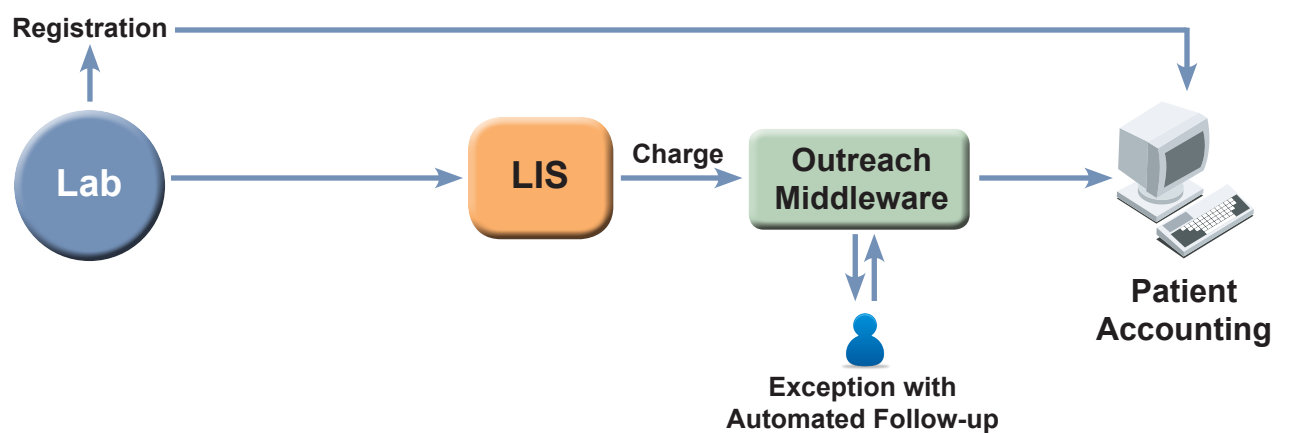 Registration
Lab
LIS
Charge
Outreach
Middleware
Patient
Accounting
Exception with
Automated Follow-up